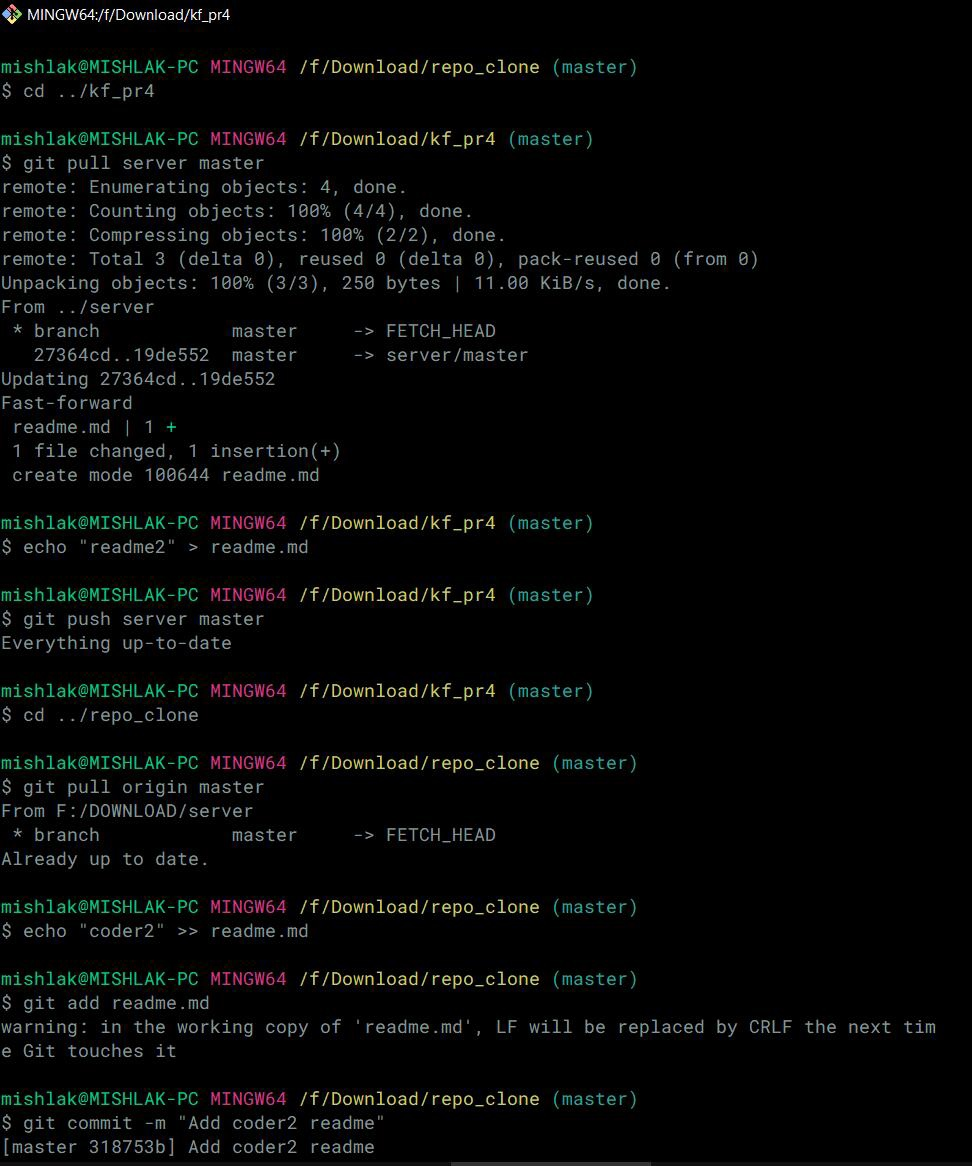 MINGW64:/f/Download/kf_pr4
mishlak@MISHLAK-PC MINGW64 /f/Download/repo_clone (master)
$ cd ../kf_pr4
mishlak@MISHLAK-PC MINGW64 /f/Download/kf_pr4 (master)
$ git pull server master
remote: Enumerating objects: 4, done.
remote: Counting objects: 100% (4/4), done.
remote: Compressing objects: 100% (2/2), done.
remote: Total 3 (delta 0), reused 0 (delta 0), pack-reused 0 (from 0)
Unpacking objects: 100% (3/3), 250 bytes | 11.00 KiB/s, done.
From ../server
 * branch            master     -> FETCH_HEAD
   27364cd..19de552  master     -> server/master
Updating 27364cd..19de552
Fast-forward
 readme.md | 1 +
 1 file changed, 1 insertion(+)
 create mode 100644 readme.md
mishlak@MISHLAK-PC MINGW64 /f/Download/kf_pr4 (master)
$ echo "readme2" > readme.md
mishlak@MISHLAK-PC MINGW64 /f/Download/kf_pr4 (master)
$ git push server master
Everything up-to-date
mishlak@MISHLAK-PC MINGW64 /f/Download/kf_pr4 (master)
$ cd ../repo_clone
mishlak@MISHLAK-PC MINGW64 /f/Download/repo_clone (master)
$ git pull origin master
From F:/DOWNLOAD/server
 * branch            master     -> FETCH_HEAD
Already up to date.
mishlak@MISHLAK-PC MINGW64 /f/Download/repo_clone (master)
$ echo "coder2" >> readme.md
mishlak@MISHLAK-PC MINGW64 /f/Download/repo_clone (master)
$ git add readme.md
warning: in the working copy of 'readme.md', LF will be replaced by CRLF the next tim
e Git touches it
mishlak@MISHLAK-PC MINGW64 /f/Download/repo_clone (master)
$ git commit -m "Add coder2 readme"
[master 318753b] Add coder2 readme